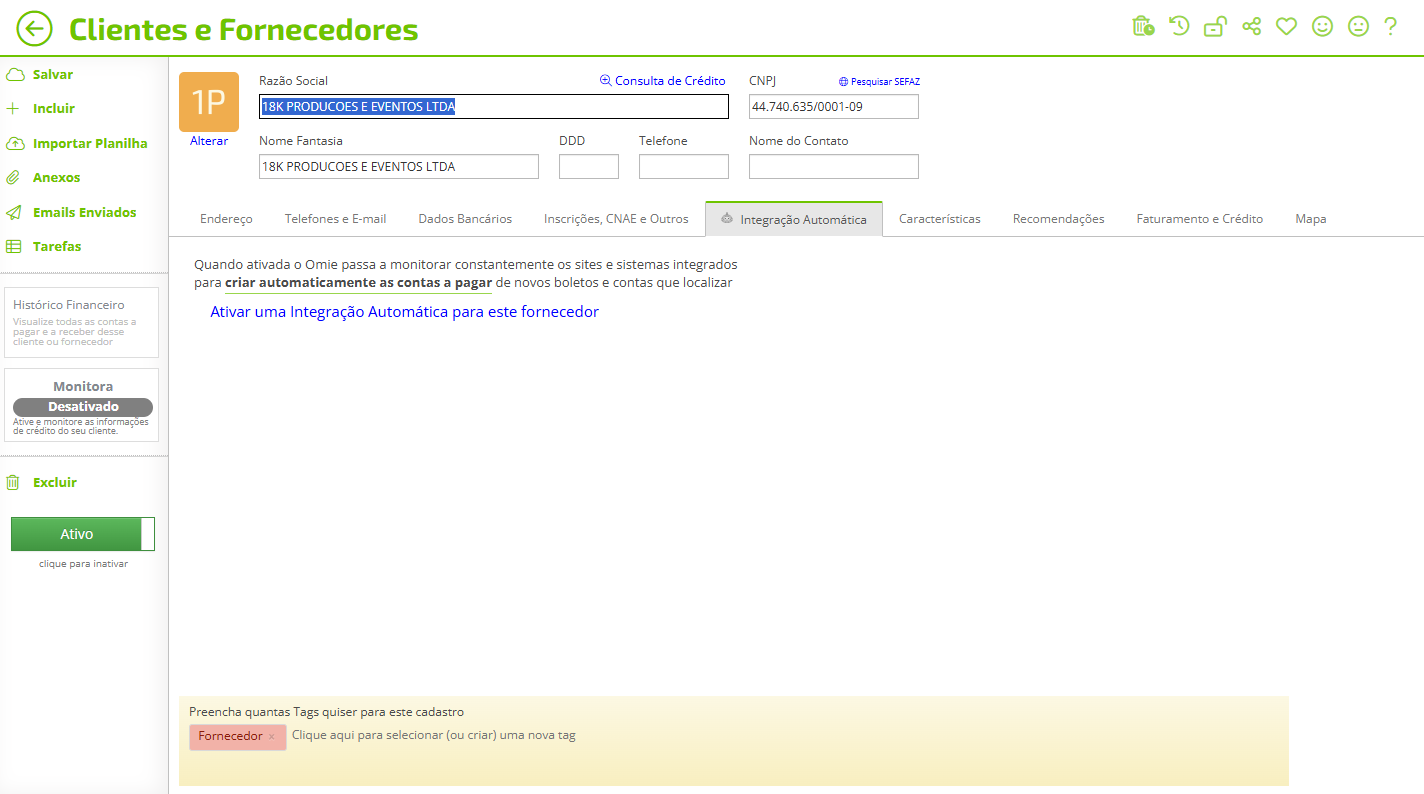 Clientes e Fornecedores
?
Salvar
Incluir
Importar Planilha
Anexos
Emails Enviados
Tarefas
Histórico Financeiro
Visualize todas as contas a
pagar e a receber desse
cliente ou fornecedor
Monitora
Desativado
Ative e monitore as informações
de crédito do seu cliente.
Excluir
Ativo
clique para inativar
1P
Alterar
Razão Social
Consulta de Crédito
18K PRODUCOES E EVENTOS LTDA
CNPJ
Pesquisar SEFAZ
44.740.635/0001-09
Nome Fantasia
18K PRODUCOES E EVENTOS LTDA
DDD
Telefone
Nome do Contato
Endereço
Telefones e E-mail
Dados Bancários
Inscrições, CNAE e Outros
Integração Automática
Características
Recomendações
Faturamento e Crédito
Mapa
Quando ativada o Omie passa a monitorar constantemente os sites e sistemas integrados
para criar automaticamente as contas a pagar de novos boletos e contas que localizar
Ativar uma Integração Automática para este fornecedor
Preencha quantas Tags quiser para este cadastro
Fornecedor ×
Clique aqui para selecionar (ou criar) uma nova tag